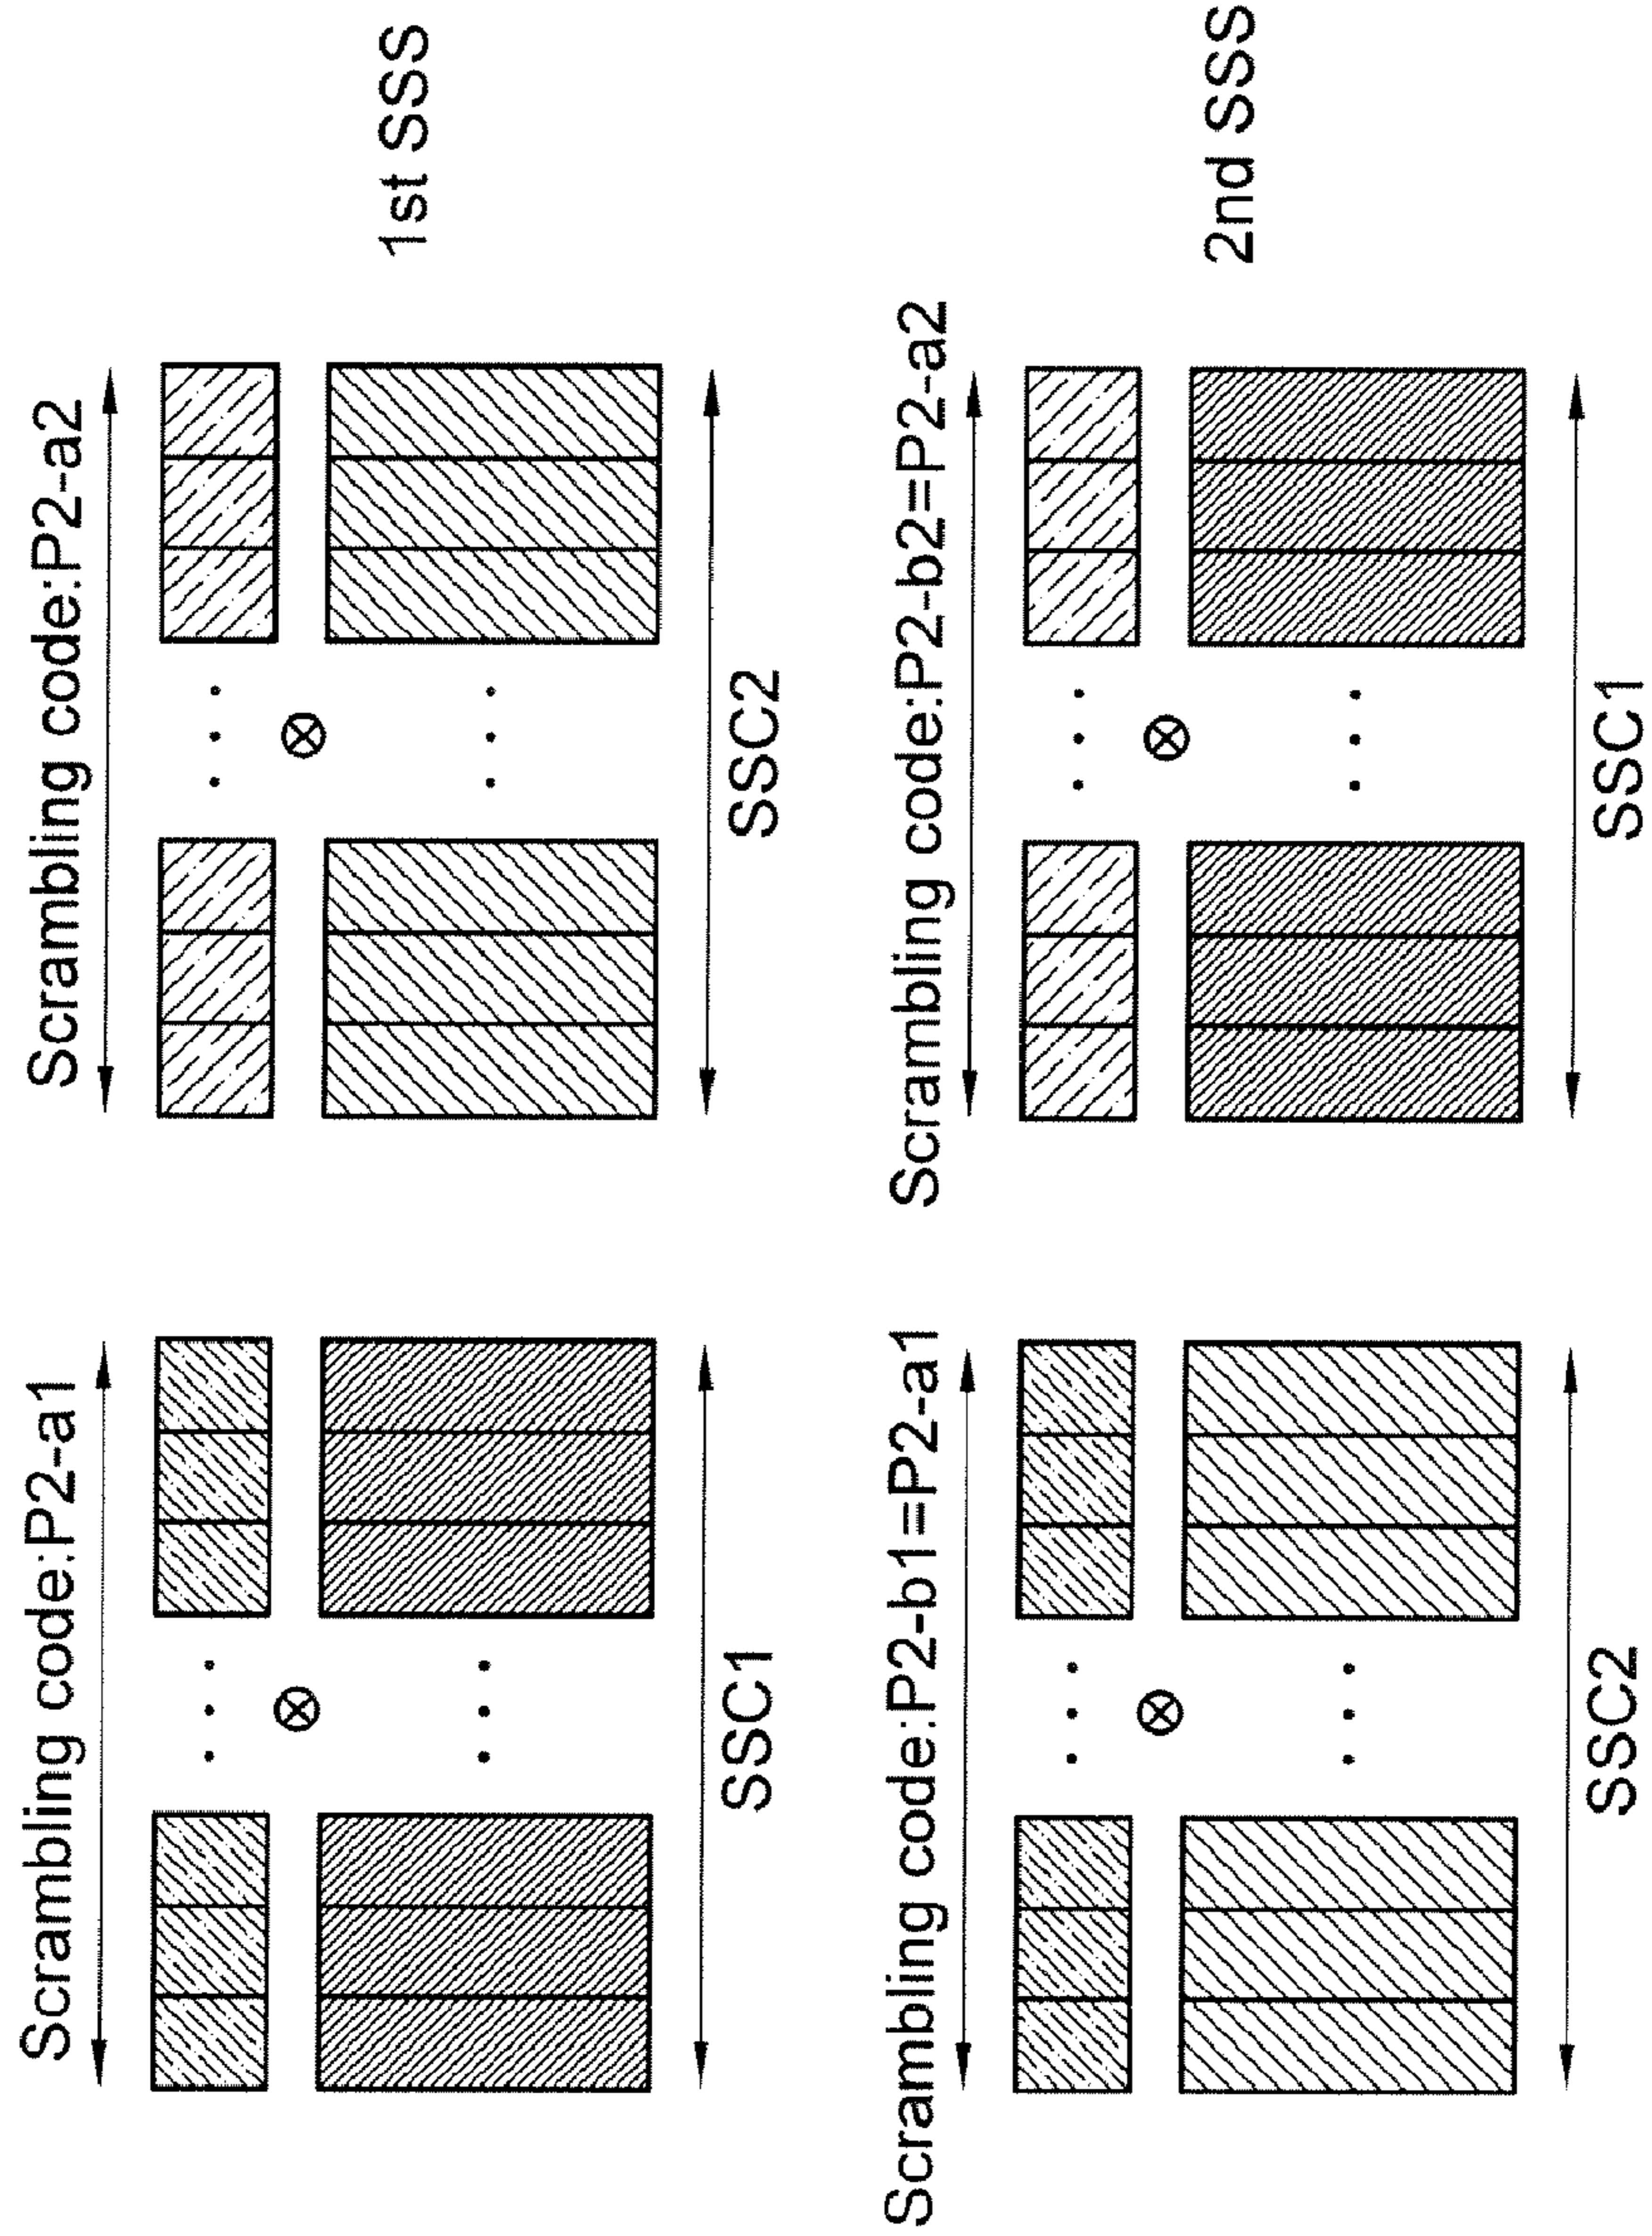 Scrambling code:P2-a1
Scrambling code:P2-a2
⊗
⊗
1st SSS
SSC1
SSC2
Scrambling code:P2-b1=P2-a1
Scrambling code:P2-b2=P2-a2
⊗
⊗
2nd SSS
SSC2
SSC1